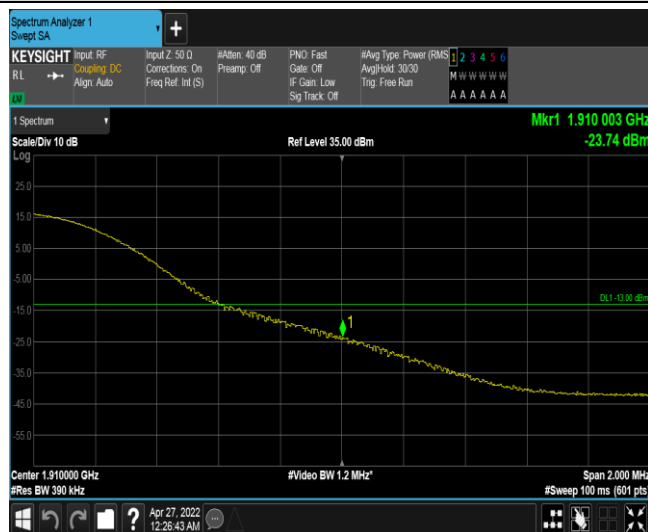 Spectrum Analyzer 1
Swept SA
+
KEYSIGHT
RL
LXI
Input: RF
Coupling: DC
Align: Auto
Input Z: 50 Ω
Corrections: On
Freq Ref: Int (S)
#Atten: 40 dB
Preamp: Off
PNO: Fast
Gate: Off
IF Gain: Low
Sig Track: Off
#Avg Type: Power (RMS
Avg|Hold: 30/30
Trig: Free Run
1 2 3 4 5 6
M W W W W W
A A A A A A
1 Spectrum
Mkr1 1.910 003 GHz
Scale/Div 10 dB
Ref Level 35.00 dBm
-23.74 dBm
Log
25.0
15.0
5.00
-5.00
DL1 -13.00 dBm
-15.0
1
-25.0
-35.0
-45.0
-55.0
Center 1.910000 GHz
#Video BW 1.2 MHz*
Span 2.000 MHz
#Res BW 390 kHz
#Sweep 100 ms (601 pts)
?
Apr 27, 2022
12:26:43 AM